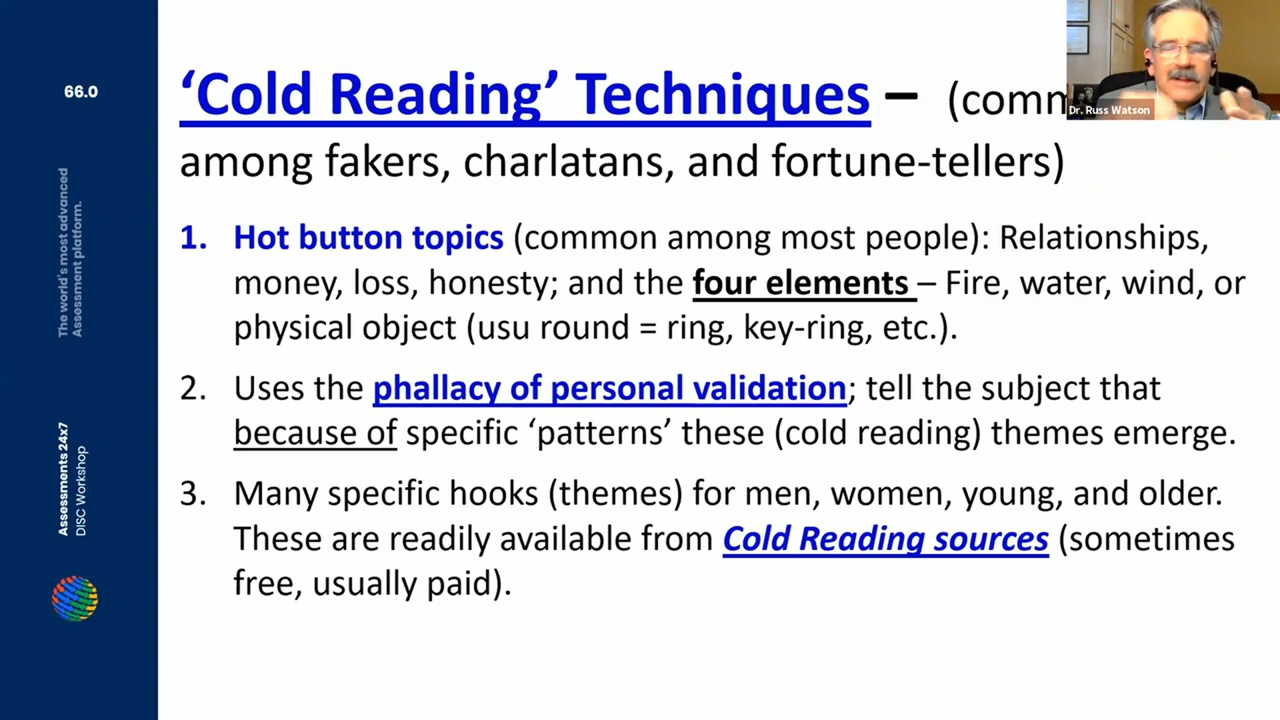 66.0
The world's most advanced
Assessment platform.
Assessments 24x7
DISC Workshop
‘Cold Reading’ Techniques – (comm
Dr. Russ Watson
among fakers, charlatans, and fortune-tellers)
1. Hot button topics (common among most people): Relationships,
money, loss, honesty; and the four elements – Fire, water, wind, or
physical object (usu round = ring, key-ring, etc.).
2. Uses the phallacy of personal validation; tell the subject that
because of specific ‘patterns’ these (cold reading) themes emerge.
3. Many specific hooks (themes) for men, women, young, and older.
These are readily available from Cold Reading sources (sometimes
free, usually paid).